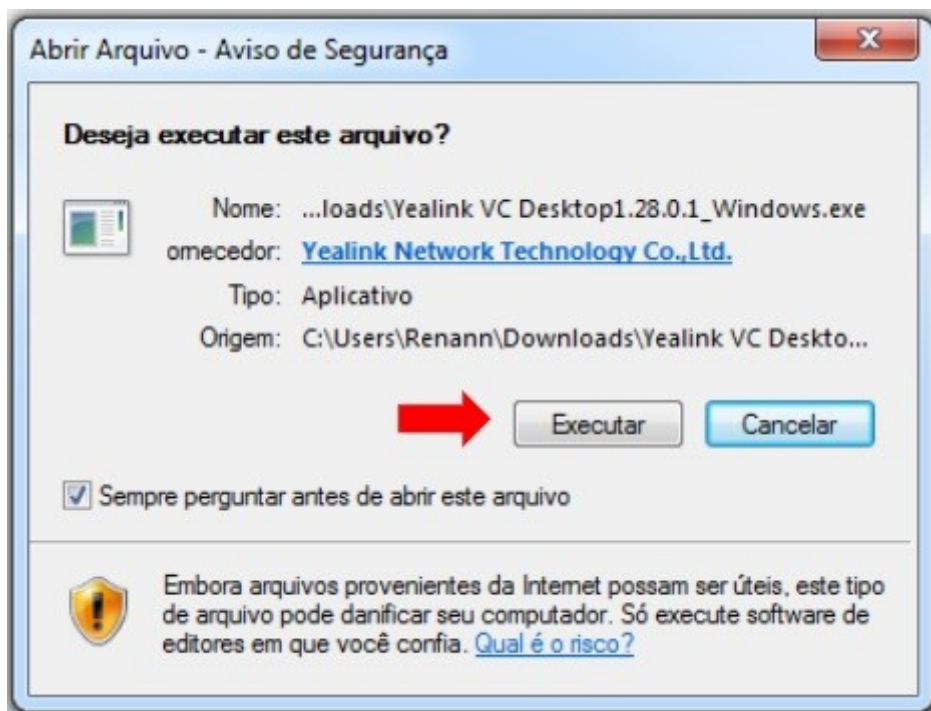 Abrir Arquivo - Aviso de Segurança
Deseja executar este arquivo?
Nome: ...loads\Yealink VC Desktop1.28.0.1_Windows.exe
omecedor: Yealink Network Technology Co.,Ltd.
Tipo: Aplicativo
Origem: C:\Users\Renann\Downloads\Yealink VC Deskto...
Executar Cancelar
Sempre perguntar antes de abrir este arquivo
Embora arquivos provenientes da Internet possam ser úteis, este tipo
de arquivo pode danificar seu computador. Só execute software de
editores em que você confia. Qual é o risco?